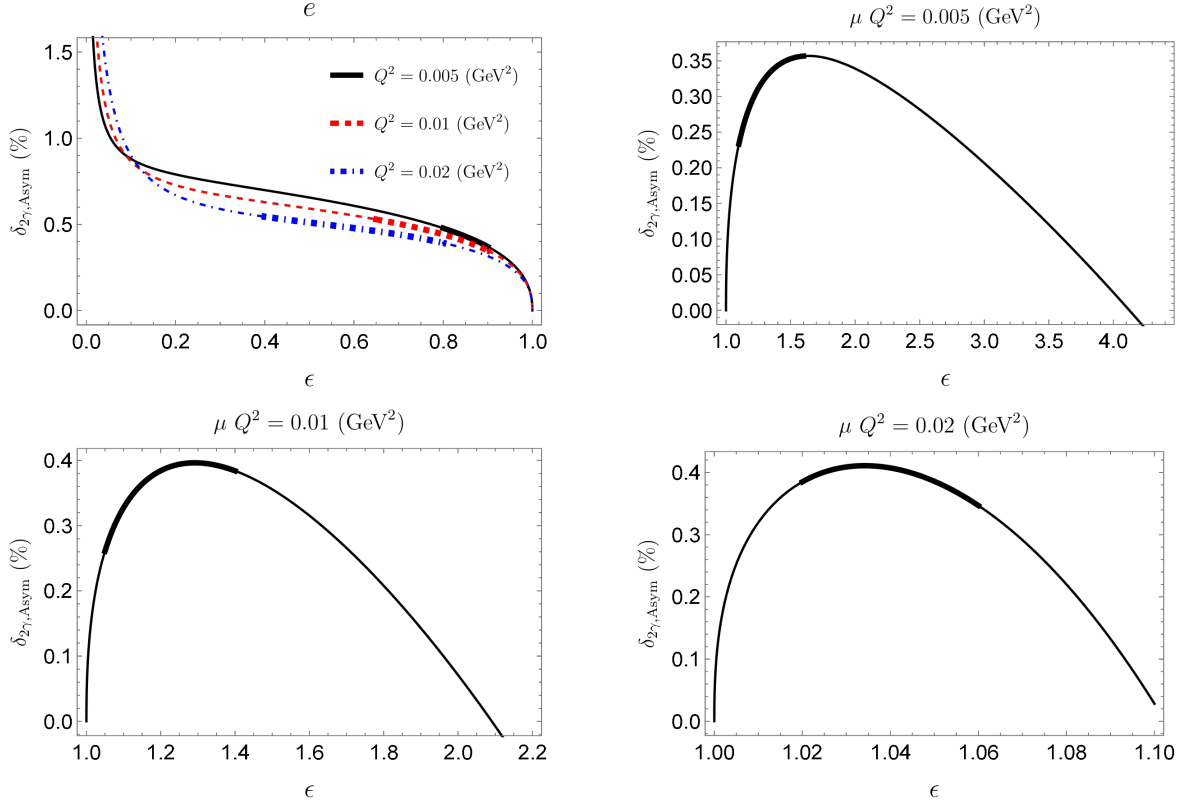 e
1.5
1.0
0.5
0.0
δ2γ,Asym (%)
Q² = 0.005 (GeV²)
Q² = 0.01 (GeV²)
Q² = 0.02 (GeV²)
0.0 0.2 0.4 0.6 0.8 1.0
ϵ
μ Q² = 0.005 (GeV²)
0.35
0.30
0.25
0.20
0.15
0.10
0.05
0.00
δ2γ,Asym (%)
1.0 1.5 2.0 2.5 3.0 3.5 4.0
ϵ
μ Q² = 0.01 (GeV²)
0.4
0.3
0.2
0.1
0.0
δ2γ,Asym (%)
1.0 1.2 1.4 1.6 1.8 2.0 2.2
ϵ
μ Q² = 0.02 (GeV²)
0.4
0.3
0.2
0.1
0.0
δ2γ,Asym (%)
1.00 1.02 1.04 1.06 1.08 1.10
ϵ